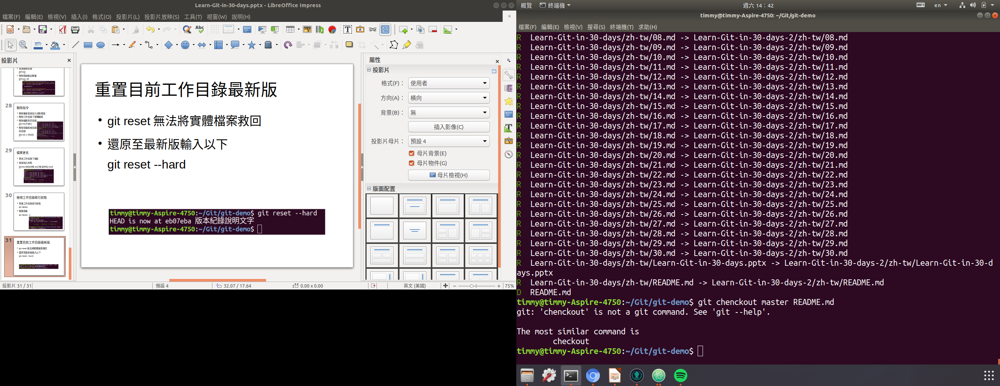 Learn-Git-in-30-days.pptx - LibreOffice Impress
檔案(F) 編輯(E) 檢視(V) 插入(I) 格式(O) 投影片(L) 投影片放映(S) 工具(T) 視窗(W) 說明(H)
投影片
git log
git log -10
28
刪除指令
29
檔案更名
git mv README.md README2.md
30
檢視工作目錄索引狀態
git status
git status -s
31
重置目前工作目錄最新版
git reset 無法將實體檔案救回
還原至最新版輸入以下
git reset --hard
重置目前工作目錄最新版
• git reset 無法將實體檔案救回
• 還原至最新版輸入以下
git reset --hard
timmy@timmy-Aspire-4750:~/Git/git-demo$ git reset --hard
HEAD is now at eb07eba 版本紀錄說明文字
timmy@timmy-Aspire-4750:~/Git/git-demo$
屬性
投影片
格式(F)： 使用者
方向(A)： 橫向
背景(B)： 無
插入影像(C)
投影片母片： 預設 4
母片背景(E)
母片物件(G)
母片檢視(H)
版面配置
投影片 31 / 31
預設 4
32.07 / 17.64
0.00 x 0.00
英文 (美國)
75%
概覽 終端機 週六 14：42 en
timmy@timmy-Aspire-4750: ~/Git/git-demo
檔案(F) 編輯(E) 檢視(V) 搜尋(S) 終端機(T) 求助(H)
R  Learn-Git-in-30-days/zh-tw/08.md -> Learn-Git-in-30-days-2/zh-tw/08.md
R  Learn-Git-in-30-days/zh-tw/09.md -> Learn-Git-in-30-days-2/zh-tw/09.md
R  Learn-Git-in-30-days/zh-tw/10.md -> Learn-Git-in-30-days-2/zh-tw/10.md
R  Learn-Git-in-30-days/zh-tw/11.md -> Learn-Git-in-30-days-2/zh-tw/11.md
R  Learn-Git-in-30-days/zh-tw/12.md -> Learn-Git-in-30-days-2/zh-tw/12.md
R  Learn-Git-in-30-days/zh-tw/13.md -> Learn-Git-in-30-days-2/zh-tw/13.md
R  Learn-Git-in-30-days/zh-tw/14.md -> Learn-Git-in-30-days-2/zh-tw/14.md
R  Learn-Git-in-30-days/zh-tw/15.md -> Learn-Git-in-30-days-2/zh-tw/15.md
R  Learn-Git-in-30-days/zh-tw/16.md -> Learn-Git-in-30-days-2/zh-tw/16.md
R  Learn-Git-in-30-days/zh-tw/17.md -> Learn-Git-in-30-days-2/zh-tw/17.md
R  Learn-Git-in-30-days/zh-tw/18.md -> Learn-Git-in-30-days-2/zh-tw/18.md
R  Learn-Git-in-30-days/zh-tw/19.md -> Learn-Git-in-30-days-2/zh-tw/19.md
R  Learn-Git-in-30-days/zh-tw/20.md -> Learn-Git-in-30-days-2/zh-tw/20.md
R  Learn-Git-in-30-days/zh-tw/21.md -> Learn-Git-in-30-days-2/zh-tw/21.md
R  Learn-Git-in-30-days/zh-tw/22.md -> Learn-Git-in-30-days-2/zh-tw/22.md
R  Learn-Git-in-30-days/zh-tw/23.md -> Learn-Git-in-30-days-2/zh-tw/23.md
R  Learn-Git-in-30-days/zh-tw/24.md -> Learn-Git-in-30-days-2/zh-tw/24.md
R  Learn-Git-in-30-days/zh-tw/25.md -> Learn-Git-in-30-days-2/zh-tw/25.md
R  Learn-Git-in-30-days/zh-tw/26.md -> Learn-Git-in-30-days-2/zh-tw/26.md
R  Learn-Git-in-30-days/zh-tw/27.md -> Learn-Git-in-30-days-2/zh-tw/27.md
R  Learn-Git-in-30-days/zh-tw/28.md -> Learn-Git-in-30-days-2/zh-tw/28.md
R  Learn-Git-in-30-days/zh-tw/29.md -> Learn-Git-in-30-days-2/zh-tw/29.md
R  Learn-Git-in-30-days/zh-tw/30.md -> Learn-Git-in-30-days-2/zh-tw/30.md
R  Learn-Git-in-30-days/zh-tw/Learn-Git-in-30-days.pptx -> Learn-Git-in-30-days-2/zh-tw/Learn-Git-in-30-d
ays.pptx
R  Learn-Git-in-30-days/zh-tw/README.md -> Learn-Git-in-30-days-2/zh-tw/README.md
D  README.md
timmy@timmy-Aspire-4750:~/Git/git-demo$ git chenckout master README.md
git: 'chenckout' is not a git command. See 'git --help'.
The most similar command is
checkout
timmy@timmy-Aspire-4750:~/Git/git-demo$